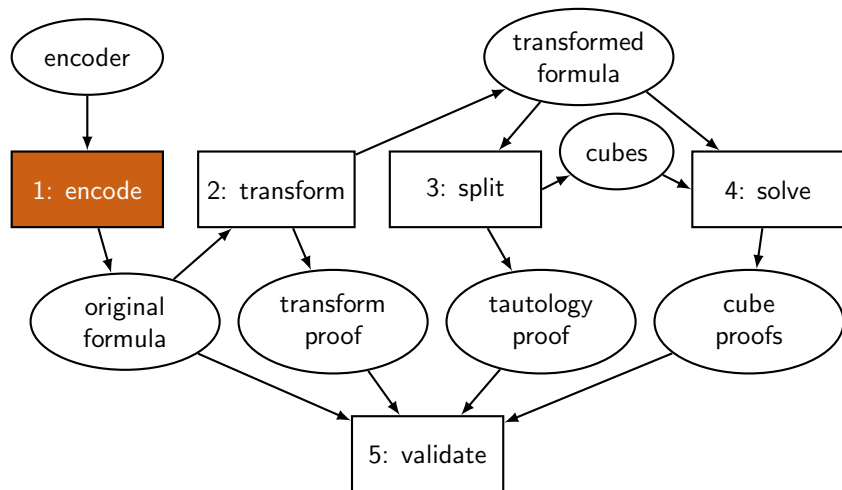 encoder
transformed
formula
cubes
1: encode
2: transform
3: split
4: solve
original
formula
transform
proof
tautology
proof
cube
proofs
5: validate